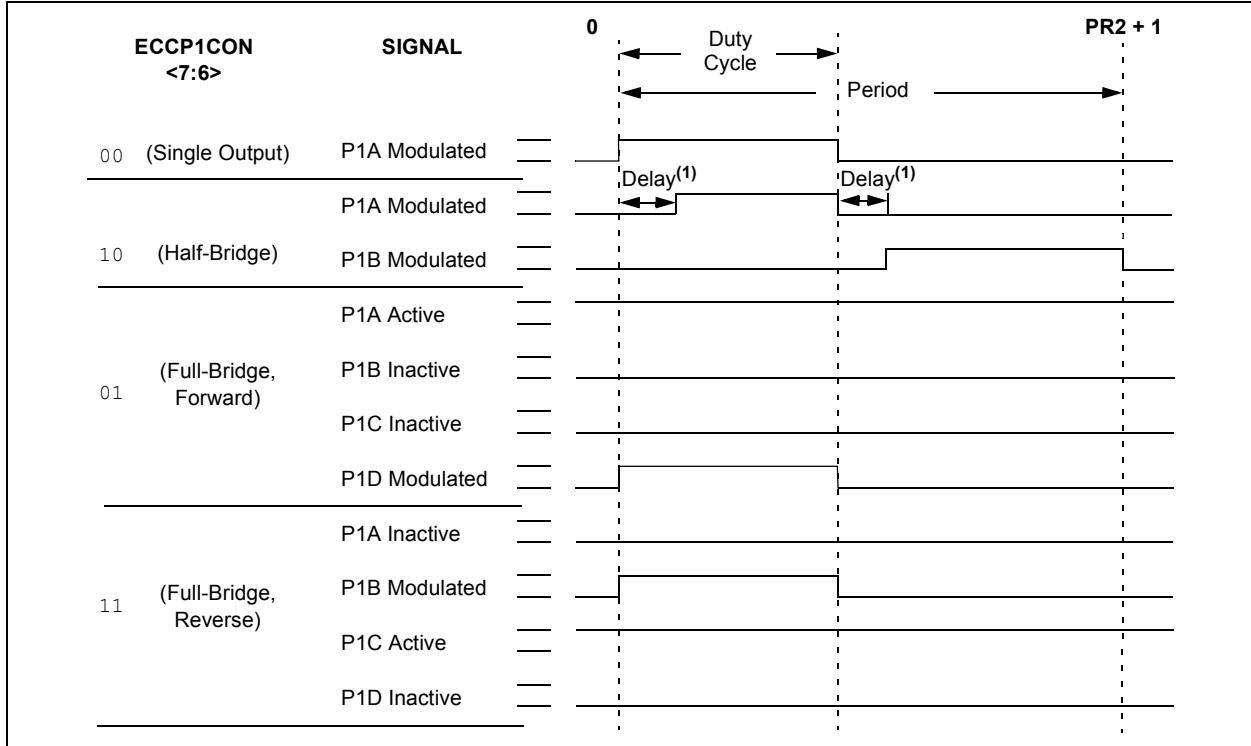 ECCP1CON
<7:6>
SIGNAL
0
PR2 + 1
Duty
Cycle
Period
00 (Single Output) P1A Modulated
Delay(1) Delay(1)
P1A Modulated
10 (Half-Bridge) P1B Modulated
P1A Active
01 (Full-Bridge,
Forward)
P1B Inactive
P1C Inactive
P1D Modulated
P1A Inactive
11 (Full-Bridge,
Reverse)
P1B Modulated
P1C Active
P1D Inactive